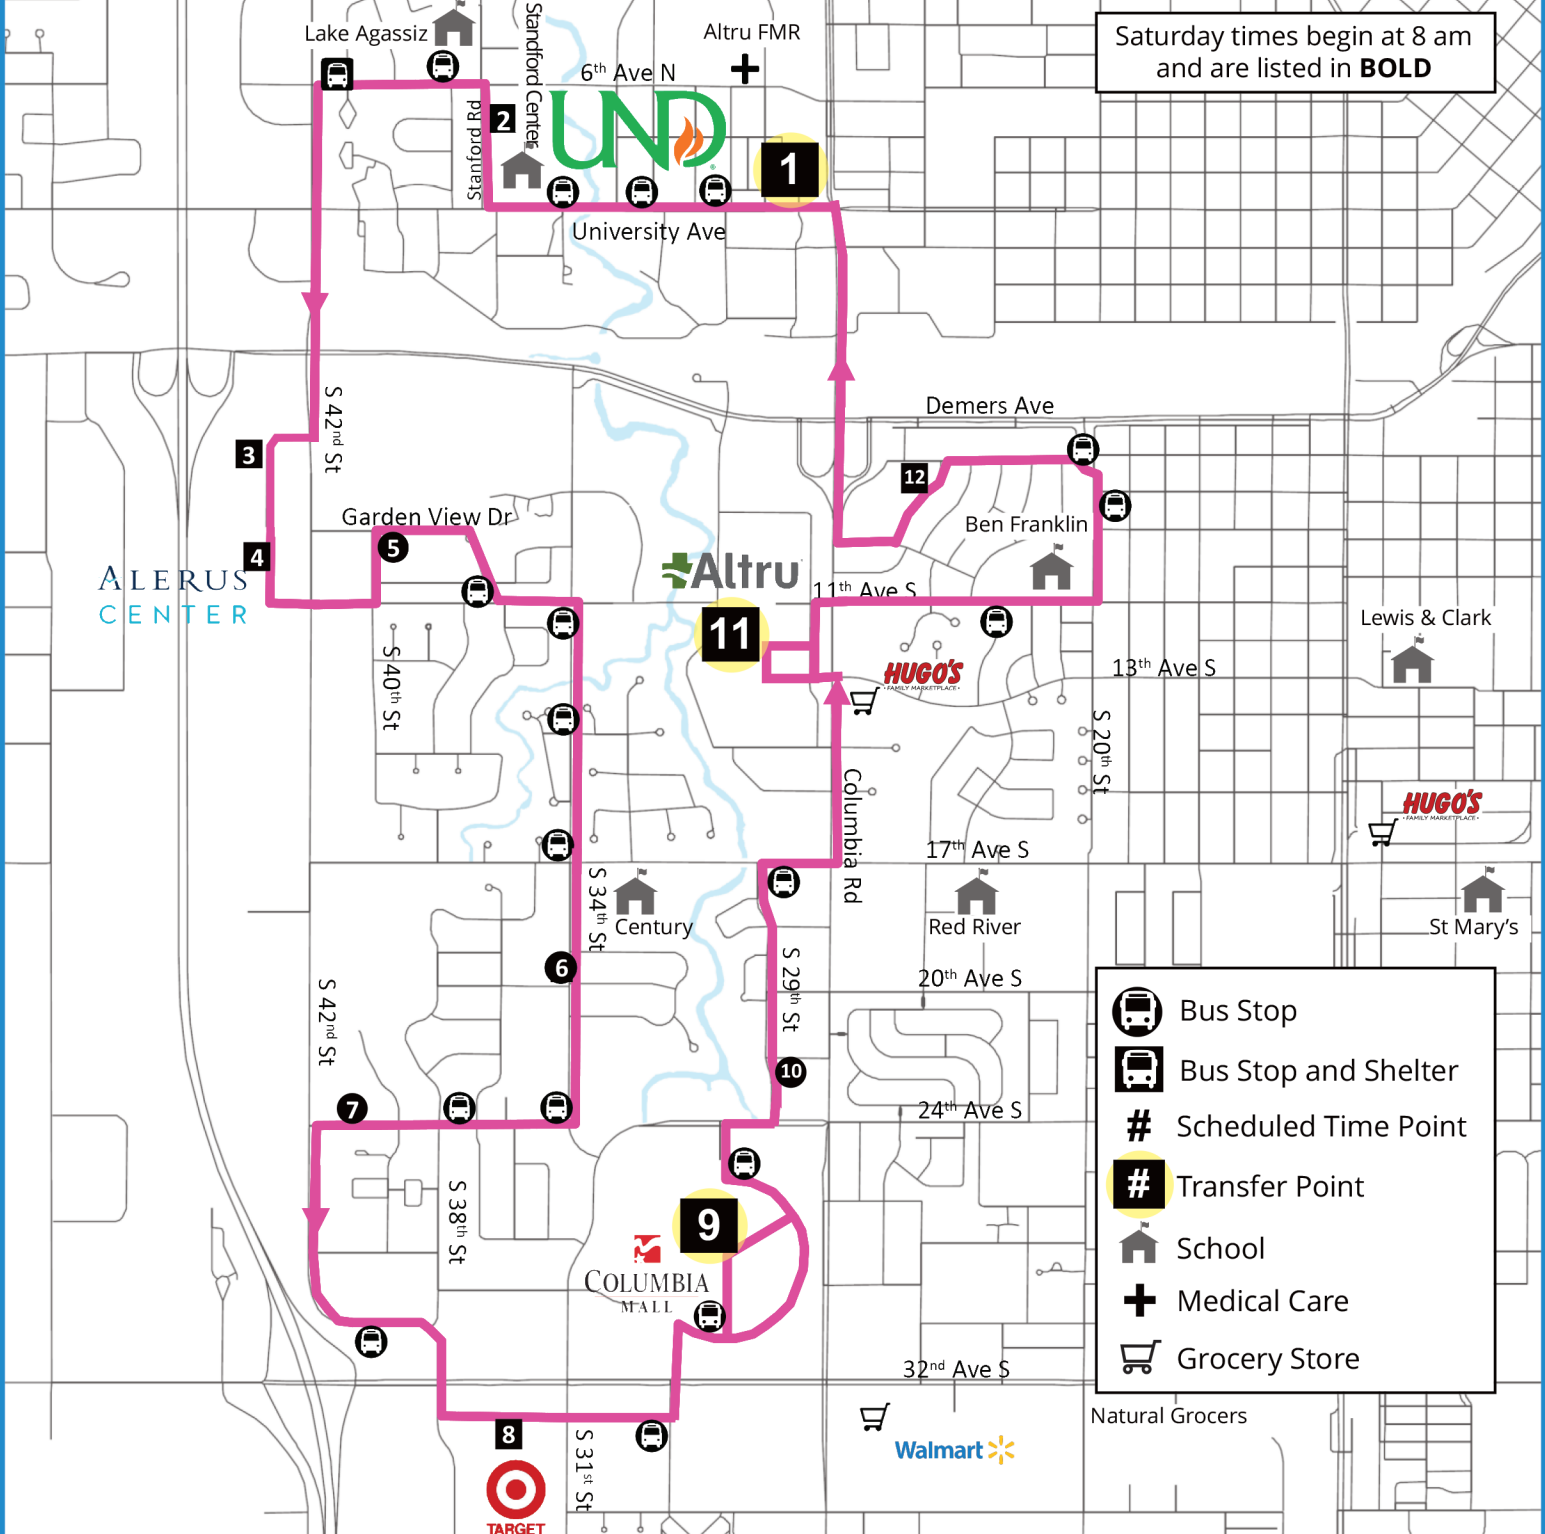 Saturday times begin at 8 am
and are listed in BOLD
Lake Agassiz
Standford Center
Altru FMR
6th Ave N
Stanford Rd
2
UND
1
University Ave
S 42nd St
Demers Ave
3
12
Garden View Dr
5
Ben Franklin
4
ALERUS
CENTER
Altru
11th Ave S
11
Lewis & Clark
S 40th St
HUGO'S
FAMILY MARKETPLACE
13th Ave S
S 20th St
Columbia Rd
HUGO'S
FAMILY MARKETPLACE
17th Ave S
S 34th St
Century
Red River
St Mary's
6
S 29th St
20th Ave S
S 42nd St
10
7
24th Ave S
S 38th St
9
COLUMBIA
MALL
32nd Ave S
8
S 31st St
TARGET
Walmart
Natural Grocers
Bus Stop
Bus Stop and Shelter
# Scheduled Time Point
# Transfer Point
School
Medical Care
Grocery Store